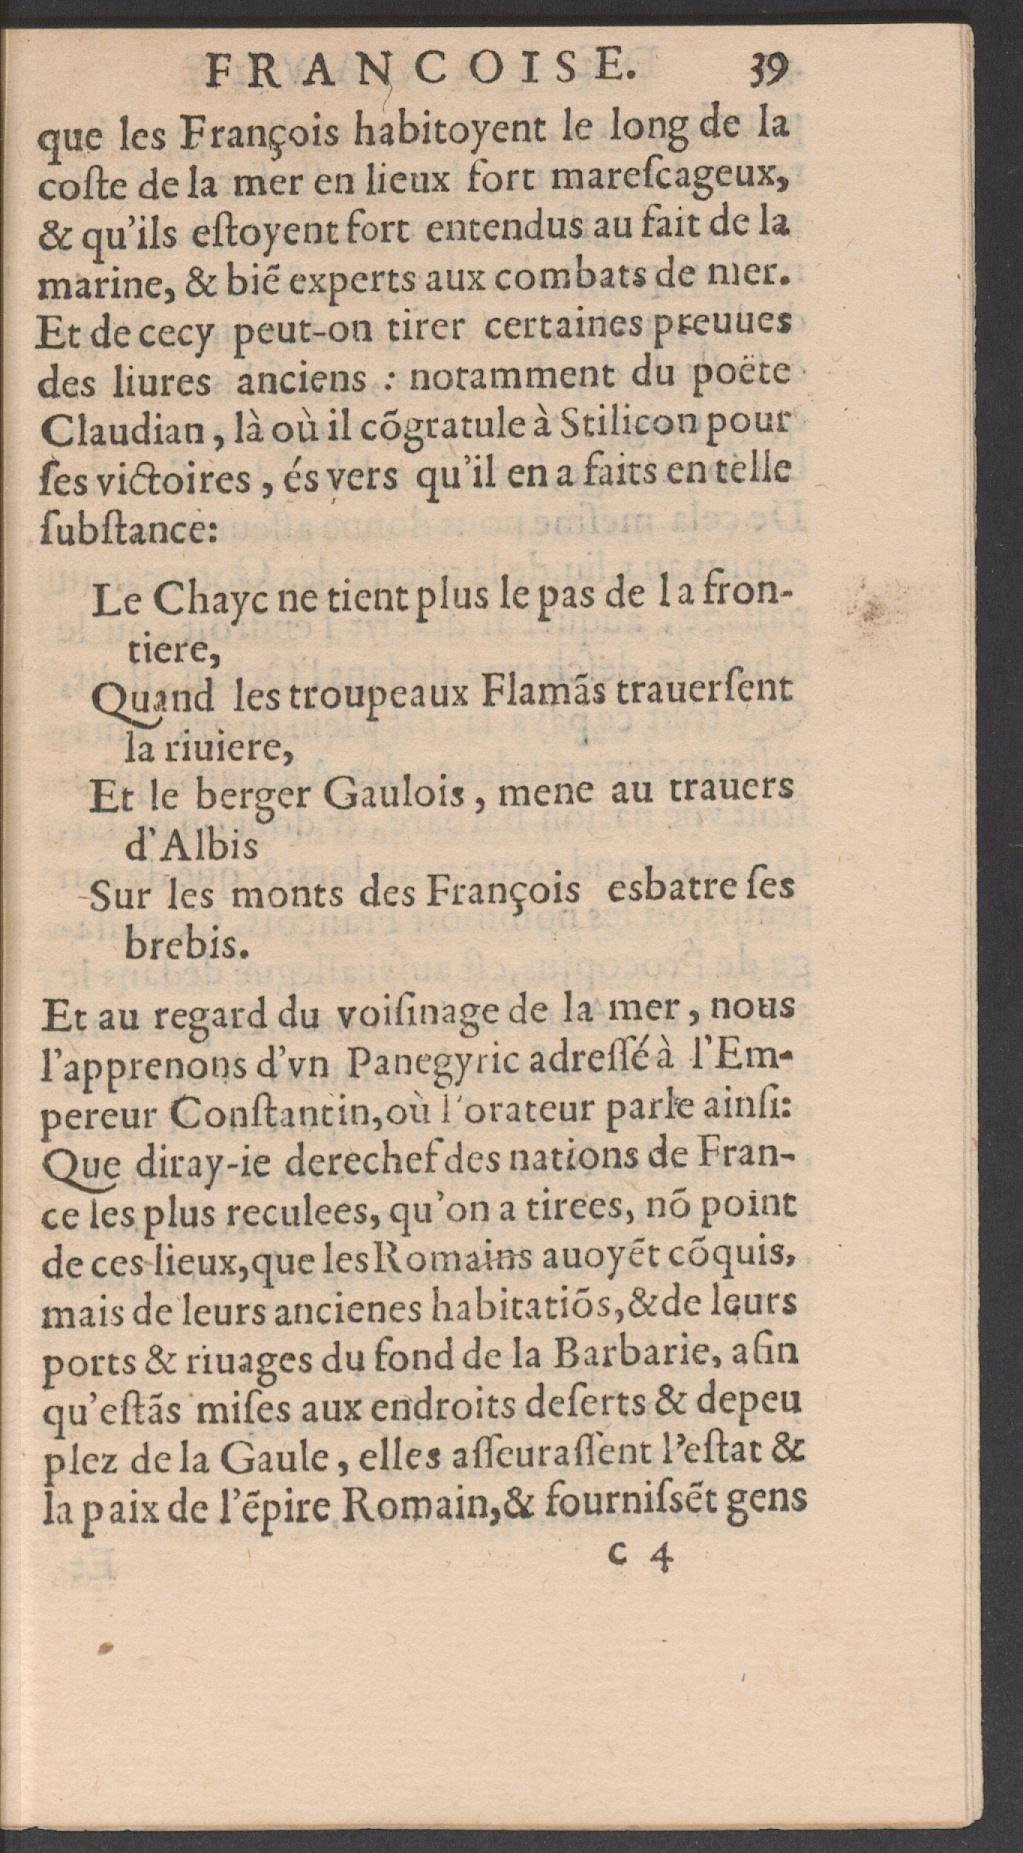 FRANCOISE. 39
que les François habitoyent le long de la
coſte de la mer en lieux fort mareſcageux,
& qu'ils eſtoyent fort entendus au fait de la
marine, & biẽ experts aux combats de mer.
Et de cecy peut-on tirer certaines preuues
des liures anciens : notamment du poëte
Claudian, là où il cõgratule à Stilicon pour
ſes victoires, és vers qu'il en a faits en telle
ſubſtance:
Le Chayc ne tient plus le pas de la fron-
tiere,
Quand les troupeaux Flamãs trauerſent
la riuiere,
Et le berger Gaulois, mene au trauers
d'Albis
Sur les monts des François esbatre ſes
brebis.
Et au regard du voiſinage de la mer, nous
l'apprenons d'vn Panegyric adreſſé à l'Em-
pereur Conſtantin, où l'orateur parle ainſi:
Que diray-ie derechef des nations de Fran-
ce les plus reculees, qu'on a tirees, nõ point
de ces lieux, que les Romains auoyẽt cõquis,
mais de leurs ancienes habitatiõs, & de leurs
ports & riuages du fond de la Barbarie, afin
qu'eſtãs miſes aux endroits deſerts & depeu
plez de la Gaule, elles aſſeuraſſent l'eſtat &
la paix de l'ẽpire Romain, & fourniſsẽt gens
c 4